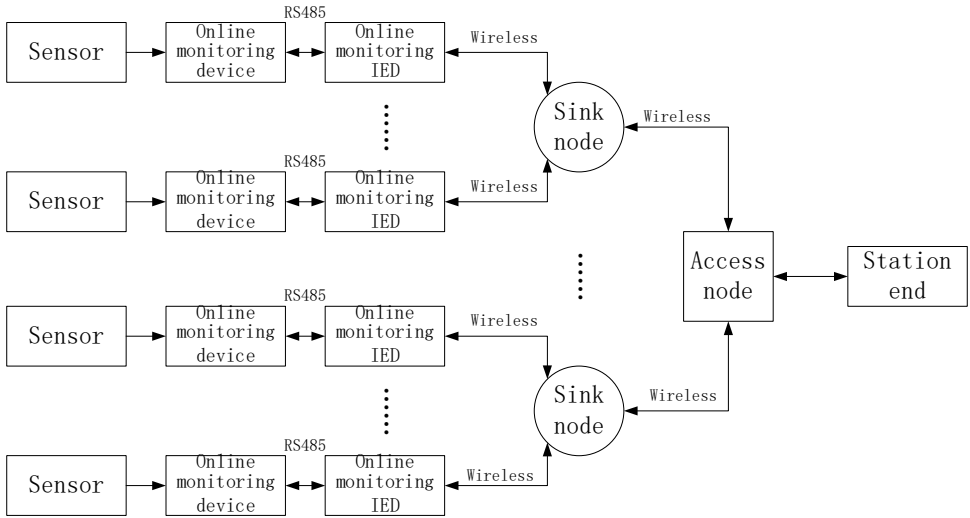 RS485
Sensor
Online
monitoring
device
Online
monitoring
IED
Wireless
Sink
node
Wireless
RS485
Sensor
Online
monitoring
device
Online
monitoring
IED
Wireless
Access
node
Station
end
RS485
Sensor
Online
monitoring
device
Online
monitoring
IED
Wireless
Sink
node
Wireless
RS485
Sensor
Online
monitoring
device
Online
monitoring
IED
Wireless